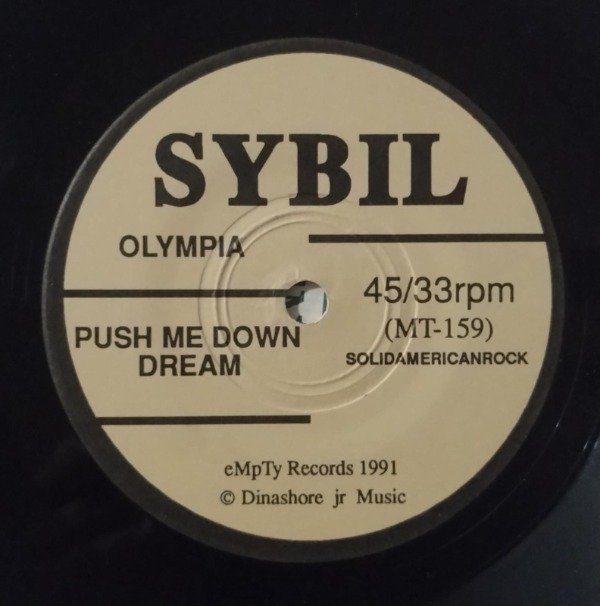 SYBIL
OLYMPIA
PUSH ME DOWN
DREAM
45/33rpm
(MT-159)
SOLIDAMERICANROCK
eMpTy Records 1991
© Dinashore jr Music